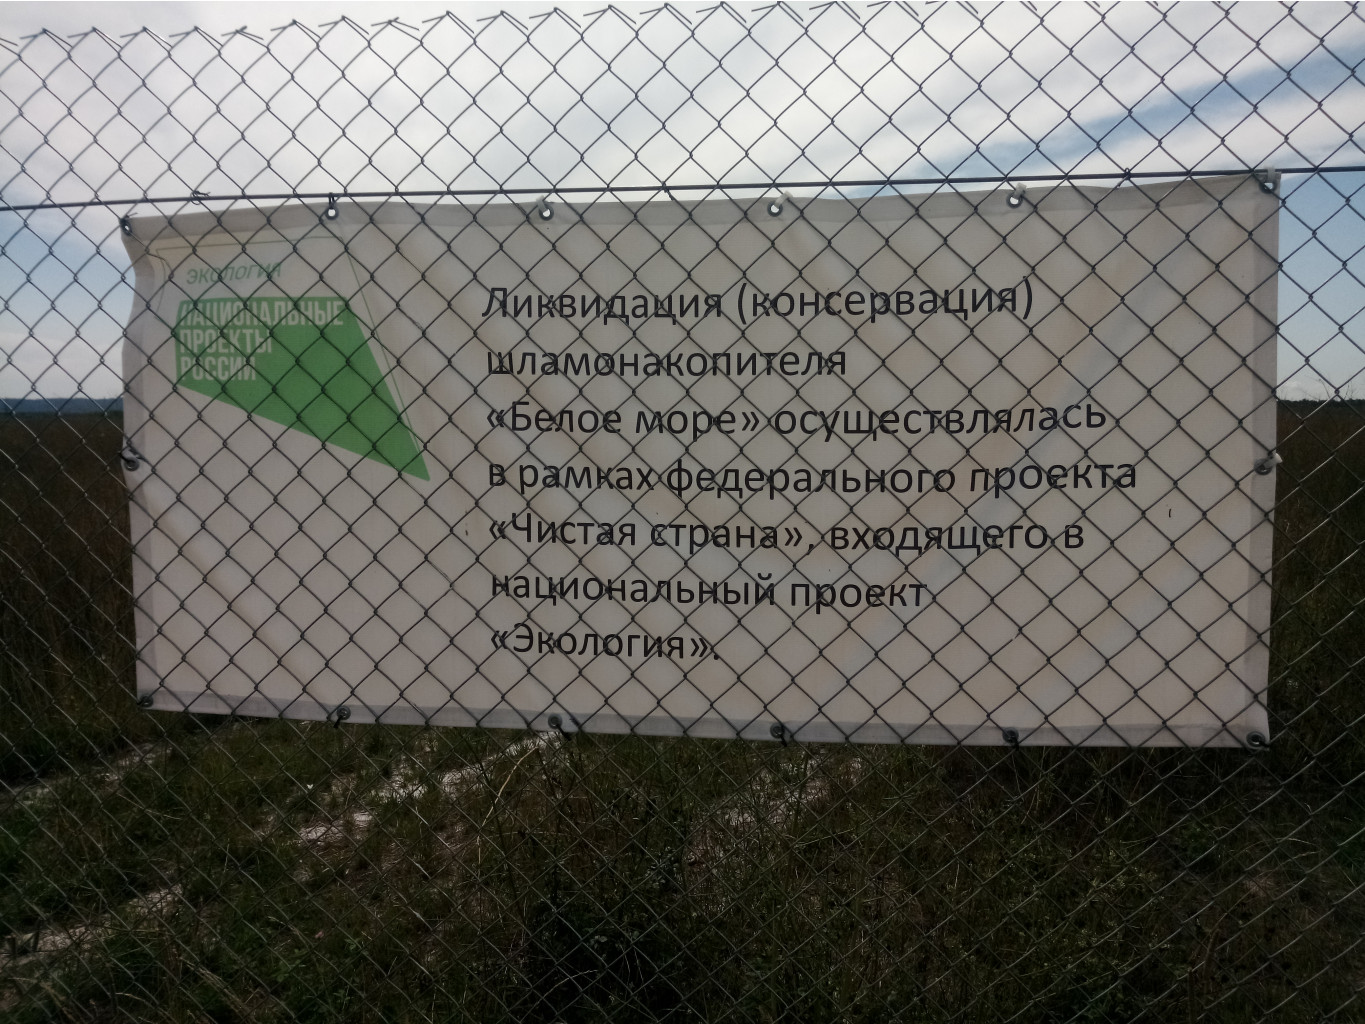 экология
НАЦИОНАЛЬНЫЕ
ПРОЕКТЫ
РОССИИ
Ликвидация (консервация)
шламонакопителя
«Белое море» осуществлялась
в рамках федерального проекта
«Чистая страна», входящего в
национальный проект
«Экология».